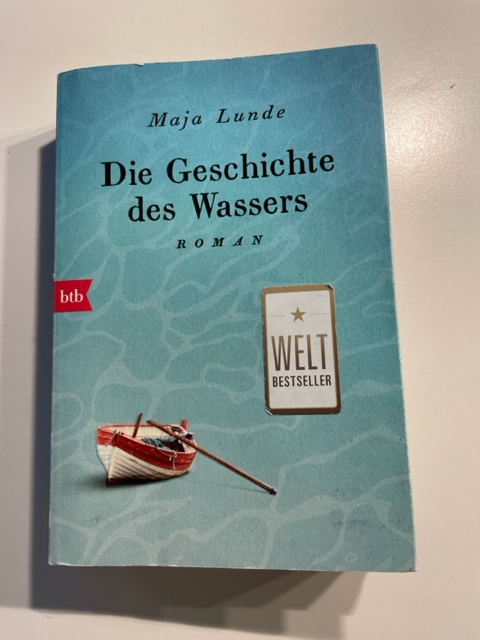 Maja Lunde
Die Geschichte
des Wassers
ROMAN
btb
WELT
BESTSELLER